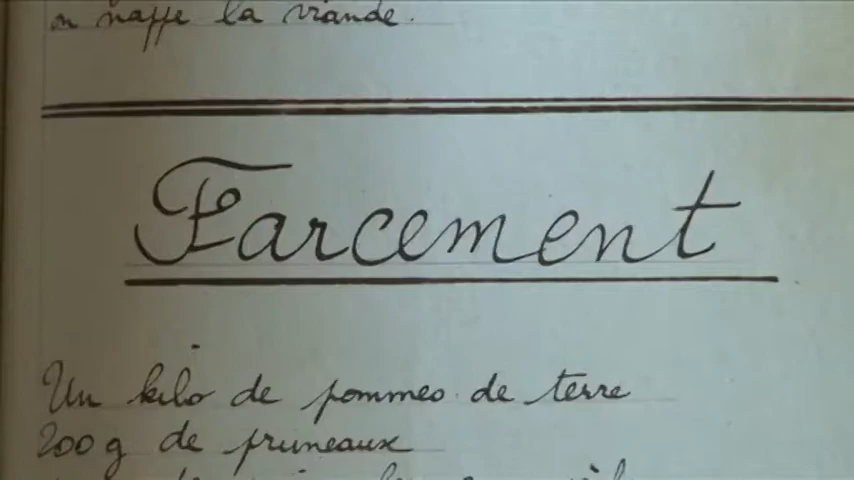 on nappe la viande.
Farcement
Un kilo de pommes de terre
200 g de pruneaux